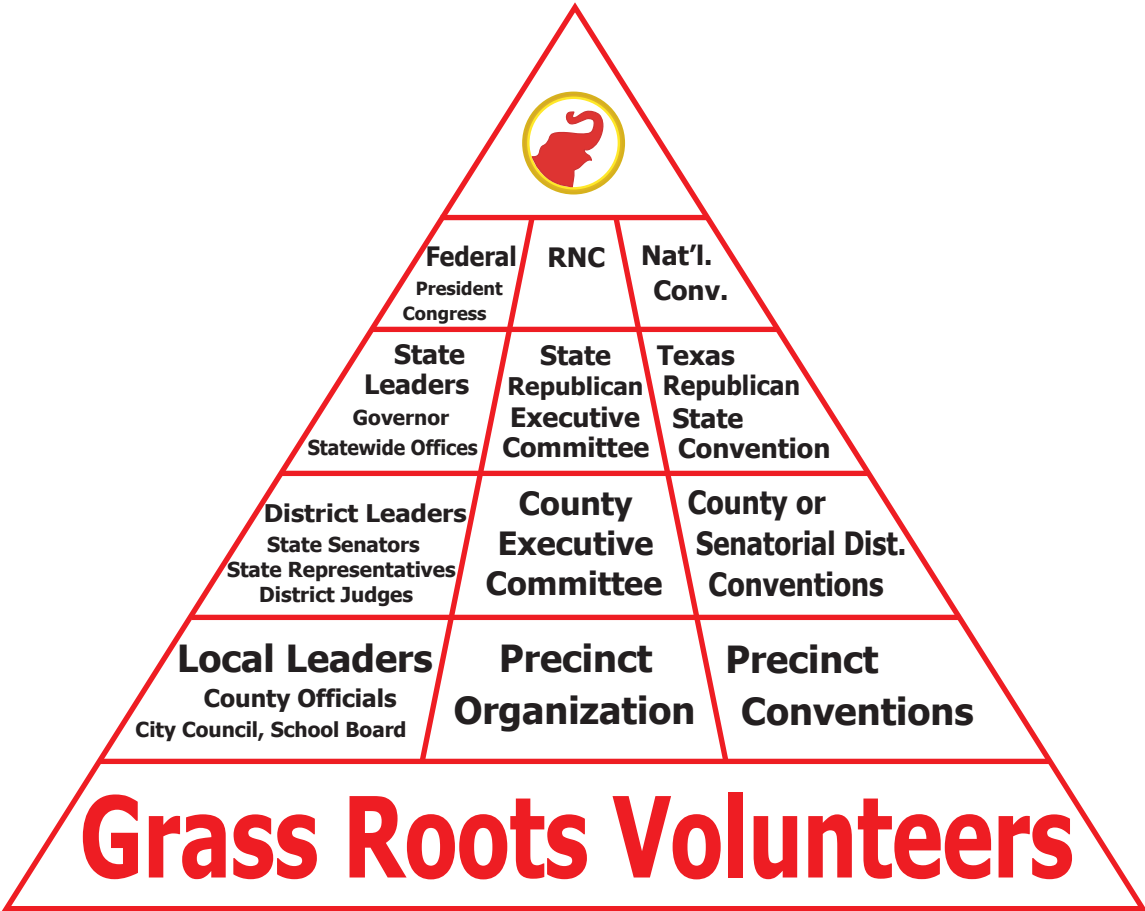 Federal
President
Congress
RNC
Nat’l.
Conv.
State
Leaders
Governor
Statewide Offices
State
Republican
Executive
Committee
Texas
Republican
State
Convention
District Leaders
State Senators
State Representatives
District Judges
County
Executive
Committee
County or
Senatorial Dist.
Conventions
Local Leaders
County Officials
City Council, School Board
Precinct
Organization
Precinct
Conventions
Grass Roots Volunteers